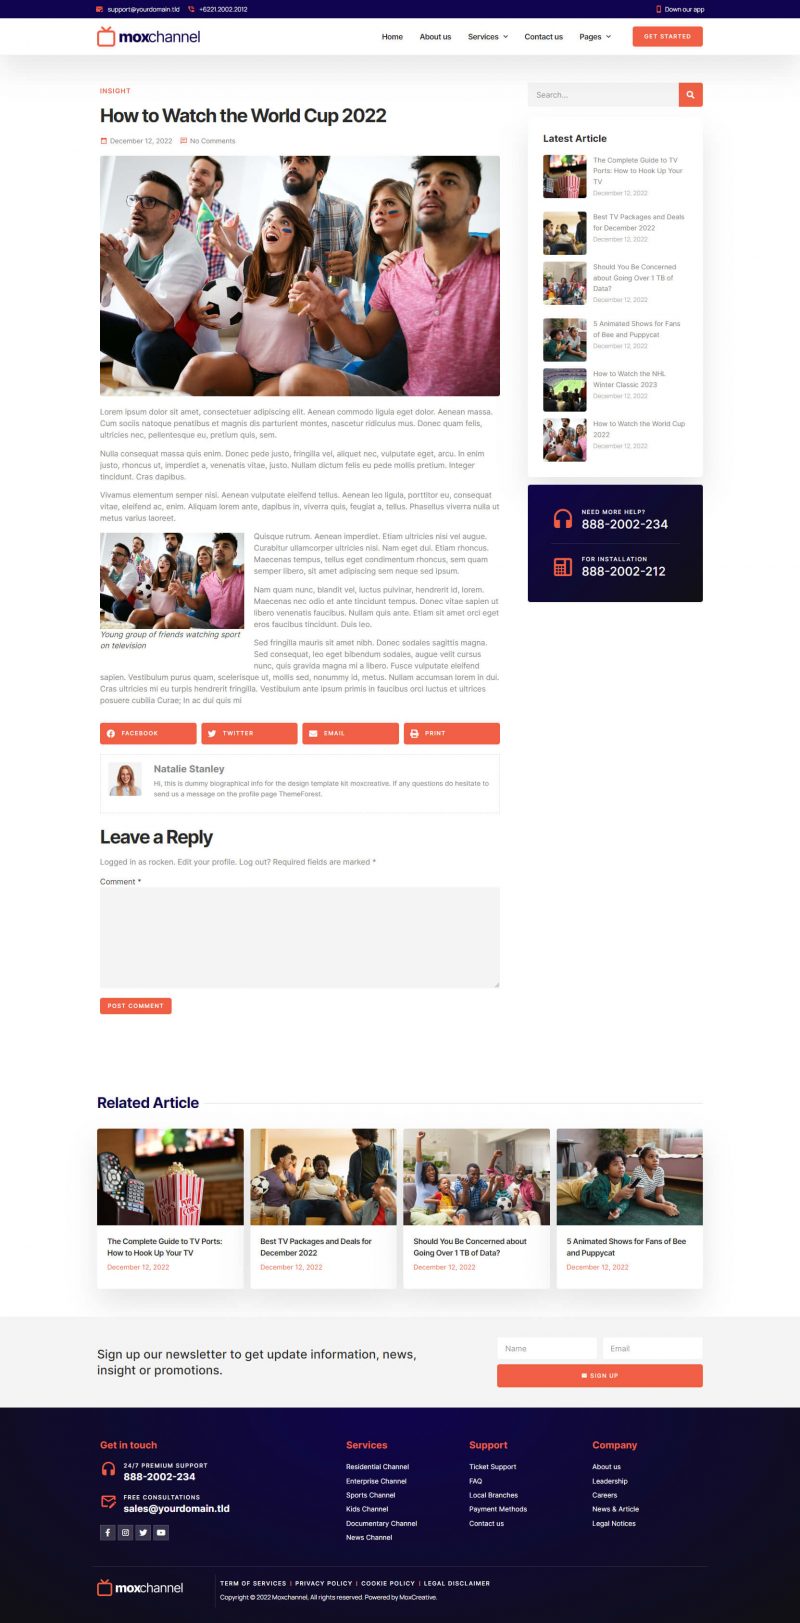 support@yourdomain.tld +6221.2002.2012 Down our app
moxchannel Home About us Services Contact us Pages GET STARTED
INSIGHT
How to Watch the World Cup 2022
December 12, 2022 No Comments
Lorem ipsum dolor sit amet, consectetuer adipiscing elit. Aenean commodo ligula eget dolor. Aenean massa.
Cum sociis natoque penatibus et magnis dis parturient montes, nascetur ridiculus mus. Donec quam felis,
ultricies nec, pellentesque eu, pretium quis, sem.
Nulla consequat massa quis enim. Donec pede justo, fringilla vel, aliquet nec, vulputate eget, arcu. In enim
justo, rhoncus ut, imperdiet a, venenatis vitae, justo. Nullam dictum felis eu pede mollis pretium. Integer
tincidunt. Cras dapibus.
Vivamus elementum semper nisi. Aenean vulputate eleifend tellus. Aenean leo ligula, porttitor eu, consequat
vitae, eleifend ac, enim. Aliquam lorem ante, dapibus in, viverra quis, feugiat a, tellus. Phasellus viverra nulla ut
metus varius laoreet.
Quisque rutrum. Aenean imperdiet. Etiam ultricies nisi vel augue.
Curabitur ullamcorper ultricies nisi. Nam eget dui. Etiam rhoncus.
Maecenas tempus, tellus eget condimentum rhoncus, sem quam
semper libero, sit amet adipiscing sem neque sed ipsum.
Nam quam nunc, blandit vel, luctus pulvinar, hendrerit id, lorem.
Maecenas nec odio et ante tincidunt tempus. Donec vitae sapien ut
libero venenatis faucibus. Nullam quis ante. Etiam sit amet orci eget
eros faucibus tincidunt. Duis leo.
Young group of friends watching sport
on television
Sed fringilla mauris sit amet nibh. Donec sodales sagittis magna.
Sed consequat, leo eget bibendum sodales, augue velit cursus
nunc, quis gravida magna mi a libero. Fusce vulputate eleifend
sapien. Vestibulum purus quam, scelerisque ut, mollis sed, nonummy id, metus. Nullam accumsan lorem in dui.
Cras ultricies mi eu turpis hendrerit fringilla. Vestibulum ante ipsum primis in faucibus orci luctus et ultrices
posuere cubilia Curae; In ac dui quis mi
FACEBOOK TWITTER EMAIL PRINT
Natalie Stanley
Hi, this is dummy biographical info for the design template kit moxcreative. If any questions do hesitate to
send us a message on the profile page ThemeForest.
Leave a Reply
Logged in as rocken. Edit your profile. Log out? Required fields are marked *
Comment *
POST COMMENT
Search...
Latest Article
The Complete Guide to TV
Ports: How to Hook Up Your
TV
December 12, 2022
Best TV Packages and Deals
for December 2022
December 12, 2022
Should You Be Concerned
about Going Over 1 TB of
Data?
December 12, 2022
5 Animated Shows for Fans
of Bee and Puppycat
December 12, 2022
How to Watch the NHL
Winter Classic 2023
December 12, 2022
How to Watch the World Cup
2022
December 12, 2022
NEED MORE HELP?
888-2002-234
FOR INSTALLATION
888-2002-212
Related Article
The Complete Guide to TV Ports:
How to Hook Up Your TV
December 12, 2022
Best TV Packages and Deals for
December 2022
December 12, 2022
Should You Be Concerned about
Going Over 1 TB of Data?
December 12, 2022
5 Animated Shows for Fans of Bee
and Puppycat
December 12, 2022
Sign up our newsletter to get update information, news,
insight or promotions.
Name Email
SIGN UP
Get in touch
24/7 PREMIUM SUPPORT
888-2002-234
FREE CONSULTATIONS
sales@yourdomain.tld
Services
Residential Channel
Enterprise Channel
Sports Channel
Kids Channel
Documentary Channel
News Channel
Support
Ticket Support
FAQ
Local Branches
Payment Methods
Contact us
Company
About us
Leadership
Careers
News & Article
Legal Notices
moxchannel
TERM OF SERVICES | PRIVACY POLICY | COOKIE POLICY | LEGAL DISCLAIMER
Copyright © 2022 Moxchannel, All rights reserved. Powered by MoxCreative.